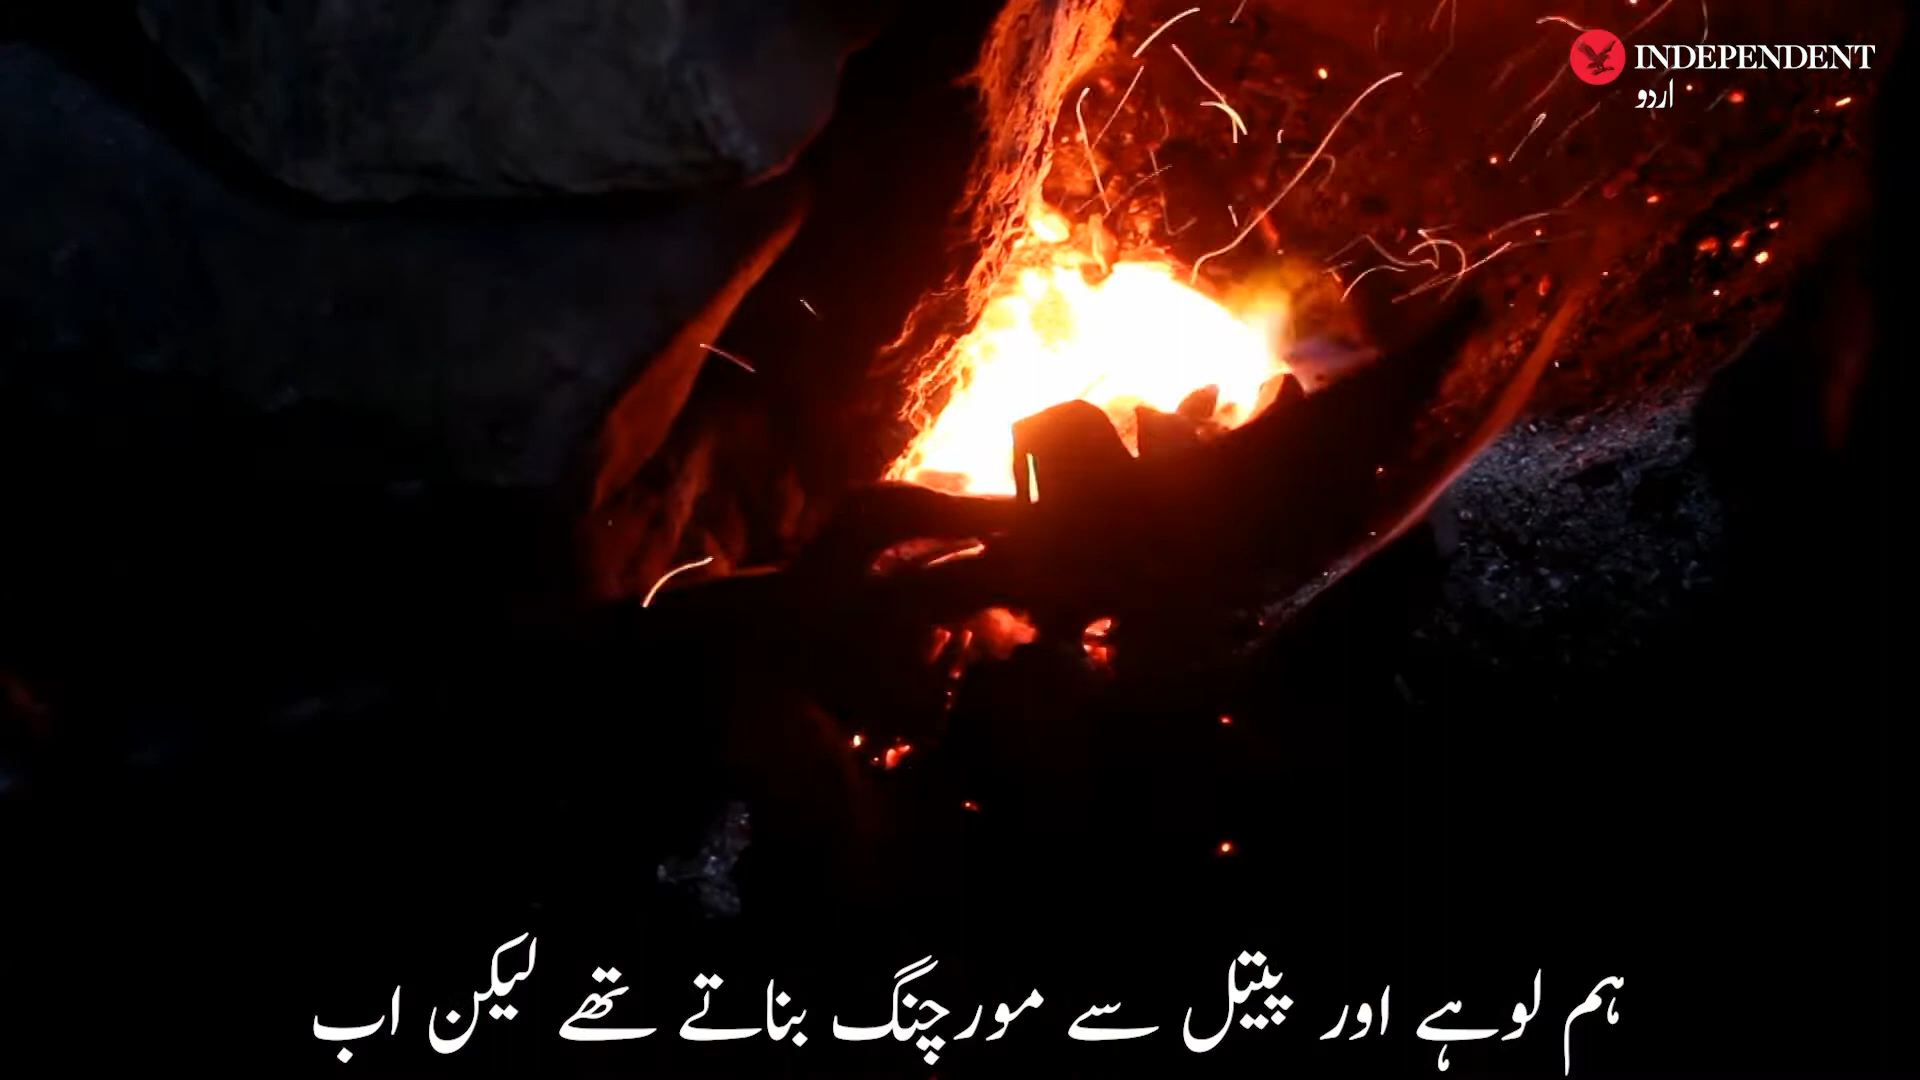 INDEPENDENT
اردو
ہم لوہے اور پیتل سے مورچنگ بناتے تھے لیکن اب